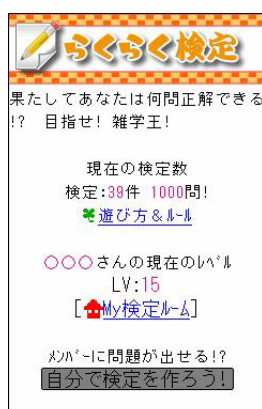 らくらく検定
果たしてあなたは何問正解できる
!? 目指せ! 雑学王!
現在の検定数
検定:39件 1000問!
遊び方&ﾙｰﾙ
○○○さんの現在のﾚﾍﾞﾙ
LV:15
[My検定ﾙｰﾑ]
ﾒﾝﾊﾞｰに問題が出せる!?
自分で検定を作ろう!